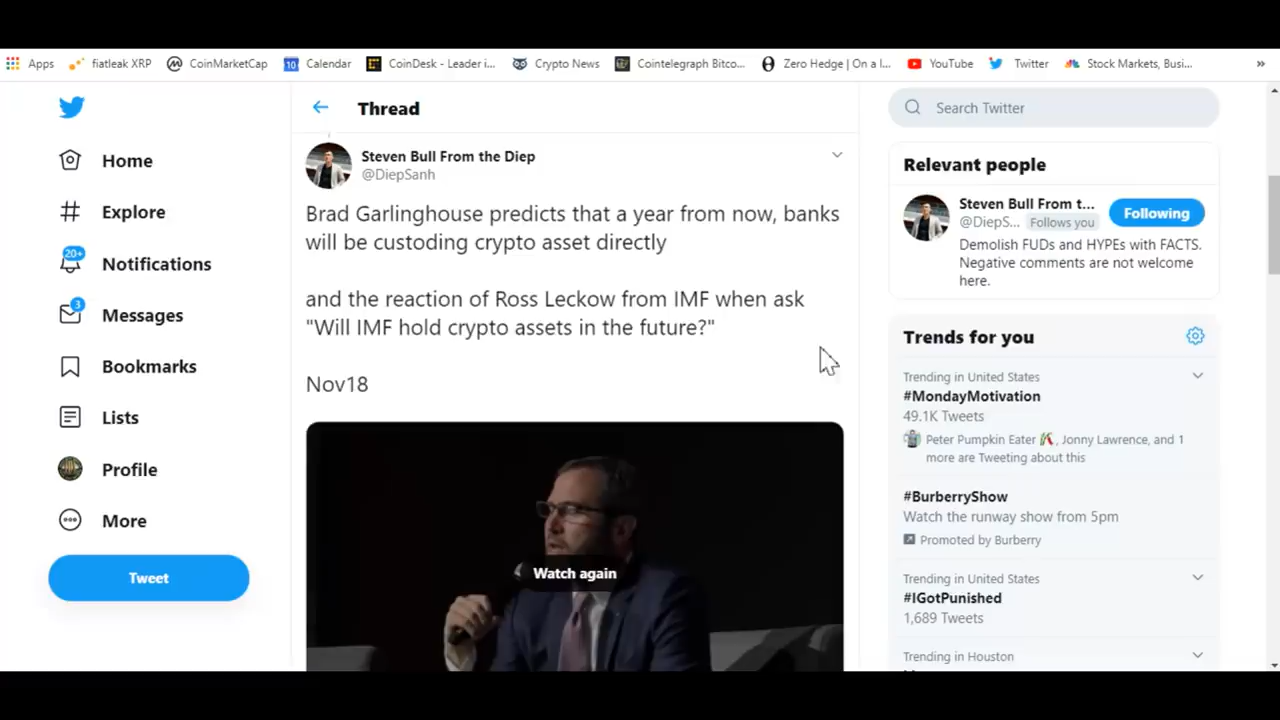 Apps
fiatleak XRP
CoinMarketCap
10
Calendar
CoinDesk - Leader i...
Crypto News
Cointelegraph Bitco...
Zero Hedge | On a l...
YouTube
Twitter
Stock Markets, Busi...
»
Home
Explore
20+
Notifications
3
Messages
Bookmarks
Lists
Profile
More
Tweet
Thread
Steven Bull From the Diep
@DiepSanh
Brad Garlinghouse predicts that a year from now, banks
will be custoding crypto asset directly
and the reaction of Ross Leckow from IMF when ask
"Will IMF hold crypto assets in the future?"
Nov18
Watch again
Search Twitter
Relevant people
Steven Bull From t...
@DiepS... Follows you
Following
Demolish FUDs and HYPEs with FACTS.
Negative comments are not welcome
here.
Trends for you
Trending in United States
#MondayMotivation
49.1K Tweets
Peter Pumpkin Eater , Jonny Lawrence, and 1
more are Tweeting about this
#BurberryShow
Watch the runway show from 5pm
Promoted by Burberry
Trending in United States
#IGotPunished
1,689 Tweets
Trending in Houston